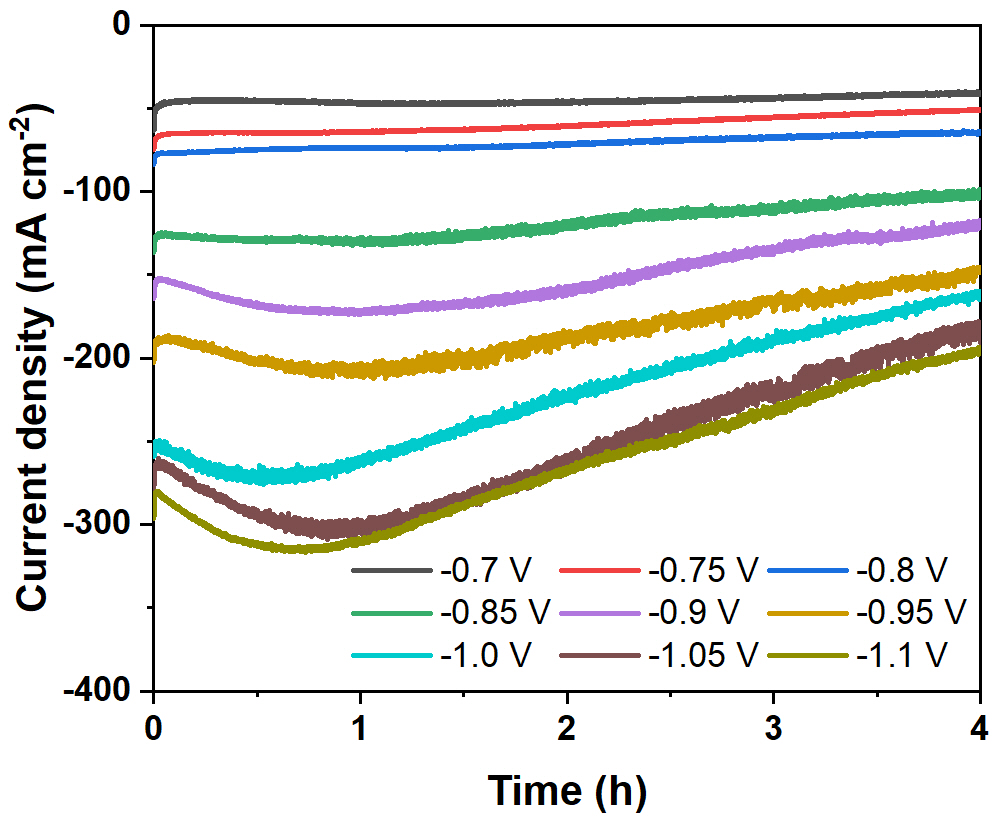 0
-100
-200
-300
-400
Current density (mA cm⁻²)
-0.7 V -0.75 V -0.8 V
-0.85 V -0.9 V -0.95 V
-1.0 V -1.05 V -1.1 V
0 1 2 3 4
Time (h)